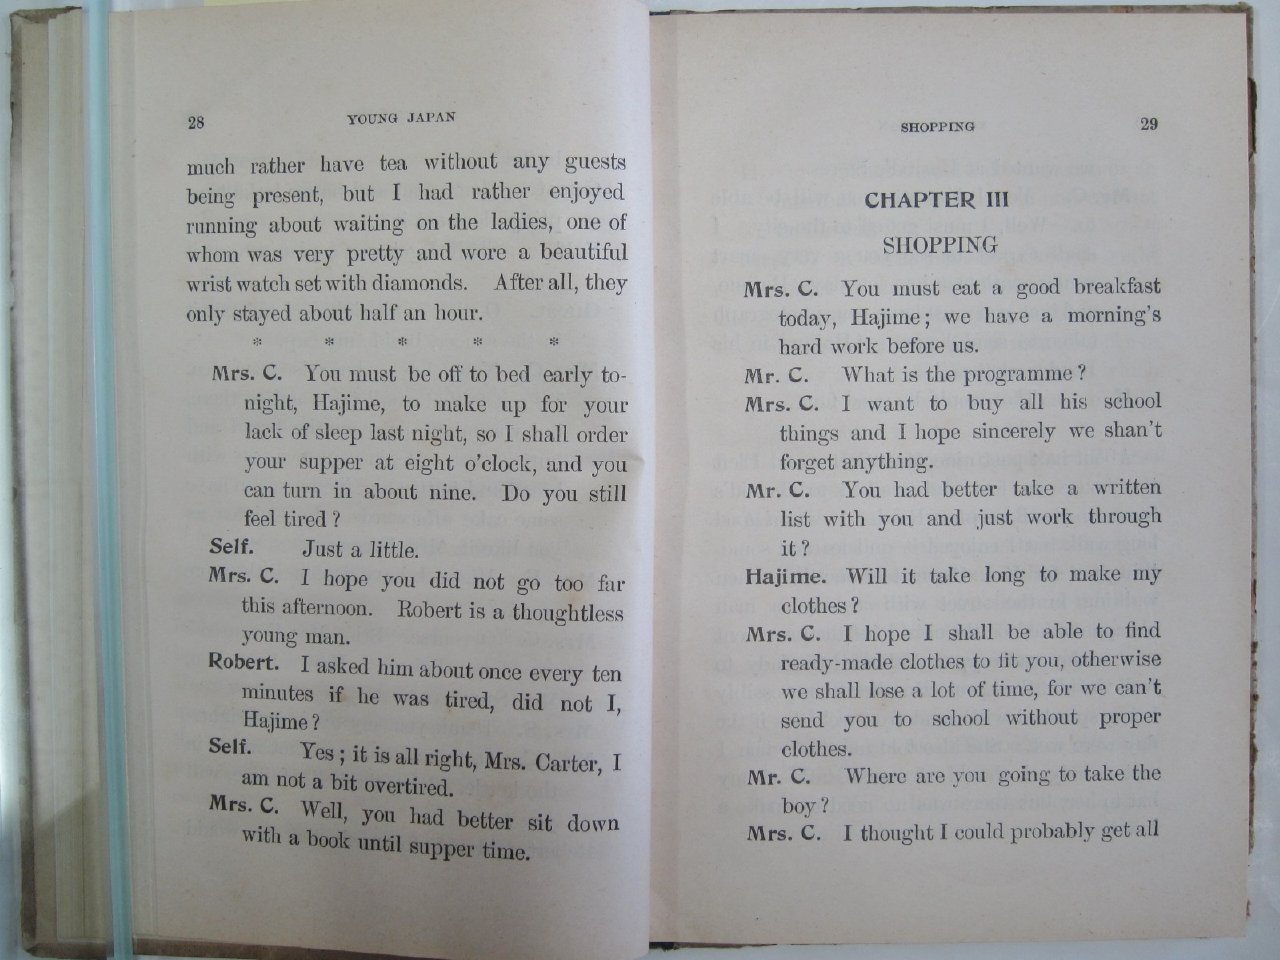 28 YOUNG JAPAN
much rather have tea without any guests
being present, but I had rather enjoyed
running about waiting on the ladies, one of
whom was very pretty and wore a beautiful
wrist watch set with diamonds. After all, they
only stayed about half an hour.
* * * * *
Mrs. C. You must be off to bed early to-
night, Hajime, to make up for your
lack of sleep last night, so I shall order
your supper at eight o'clock, and you
can turn in about nine. Do you still
feel tired?
Self. Just a little.
Mrs. C. I hope you did not go too far
this afternoon. Robert is a thoughtless
young man.
Robert. I asked him about once every ten
minutes if he was tired, did not I,
Hajime?
Self. Yes; it is all right, Mrs. Carter, I
am not a bit overtired.
Mrs. C. Well, you had better sit down
with a book until supper time.
SHOPPING 29
CHAPTER III
SHOPPING
Mrs. C. You must eat a good breakfast
today, Hajime; we have a morning's
hard work before us.
Mr. C. What is the programme?
Mrs. C. I want to buy all his school
things and I hope sincerely we shan't
forget anything.
Mr. C. You had better take a written
list with you and just work through
it?
Hajime. Will it take long to make my
clothes?
Mrs. C. I hope I shall be able to find
ready-made clothes to fit you, otherwise
we shall lose a lot of time, for we can't
send you to school without proper
clothes.
Mr. C. Where are you going to take the
boy?
Mrs. C. I thought I could probably get all